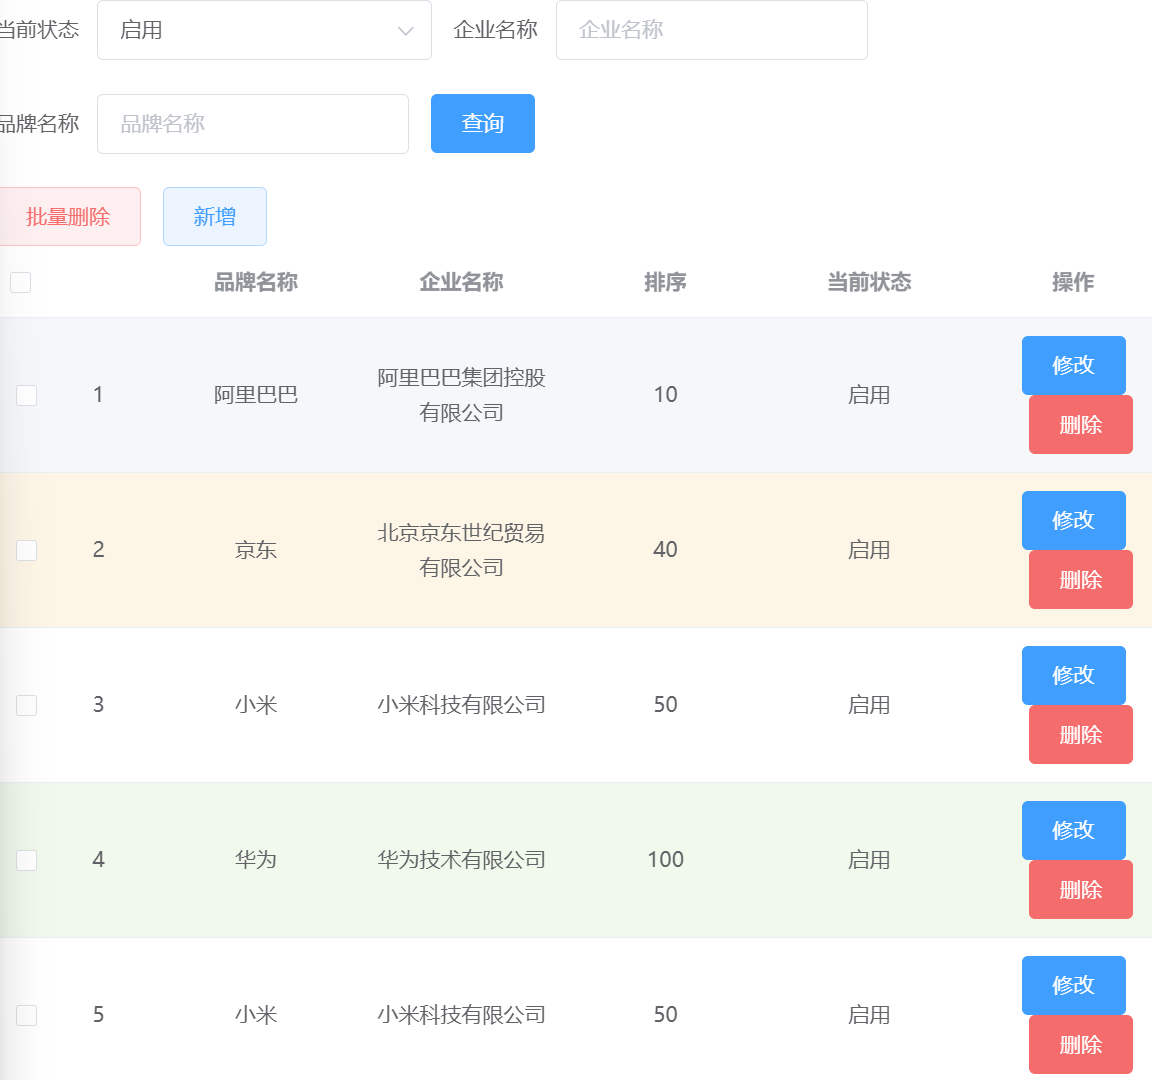 当前状态 启用 企业名称 企业名称
品牌名称 品牌名称 查询
批量删除 新增
品牌名称 企业名称 排序 当前状态 操作
1 阿里巴巴 阿里巴巴集团控股 10 启用 修改
有限公司 删除
2 京东 北京京东世纪贸易 40 启用 修改
有限公司 删除
3 小米 小米科技有限公司 50 启用 修改
删除
4 华为 华为技术有限公司 100 启用 修改
删除
5 小米 小米科技有限公司 50 启用 修改
删除